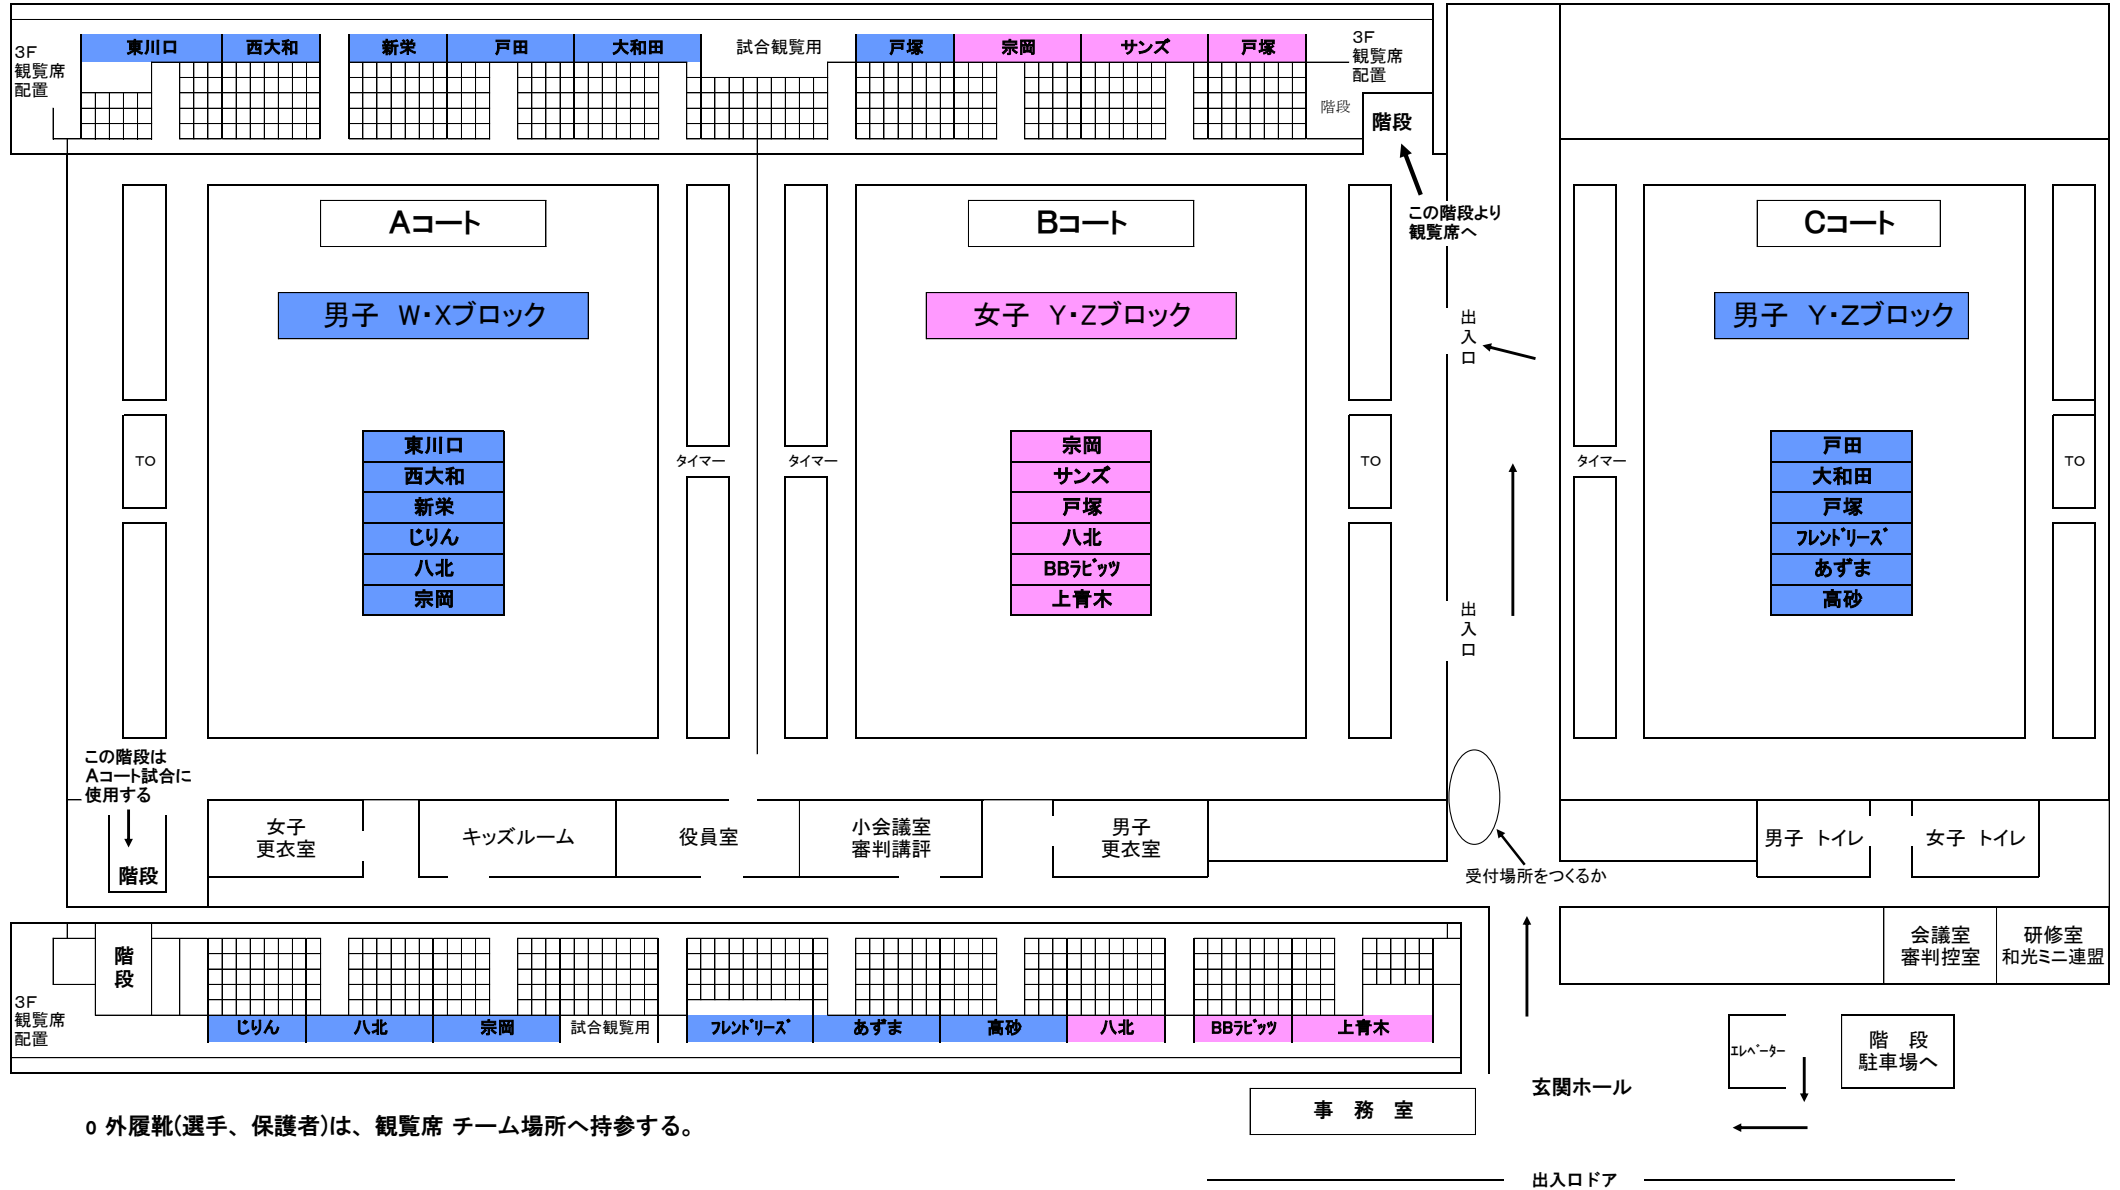 3F
観覧席
配置
東川口
西大和
新栄
戸田
大和田
試合観覧用
戸塚
宗岡
サンズ
戸塚
3F
観覧席
配置
階段
階段
この階段より
観覧席へ
Aコート
Bコート
Cコート
男子　W・Xブロック
女子　Y・Zブロック
男子　Y・Zブロック
出
入
口
TO
東川口
西大和
新栄
じりん
八北
宗岡
タイマー
タイマー
宗岡
サンズ
戸塚
八北
BBラビッツ
上青木
TO
タイマー
戸田
大和田
戸塚
フレンドリーズ
あずま
高砂
TO
出
入
口
この階段は
Aコート試合に
使用する
階段
女子
更衣室
キッズルーム
役員室
小会議室
審判講評
男子
更衣室
受付場所をつくるか
男子　トイレ
女子　トイレ
会議室
審判控室
研修室
和光ミニ連盟
階
段
3F
観覧席
配置
じりん
八北
宗岡
試合観覧用
フレンドリーズ
あずま
高砂
八北
BBラビッツ
上青木
エレベーター
階　段
駐車場へ
玄関ホール
事　務　室
o 外履靴(選手、保護者)は、観覧席 チーム場所へ持参する。
出入口ドア